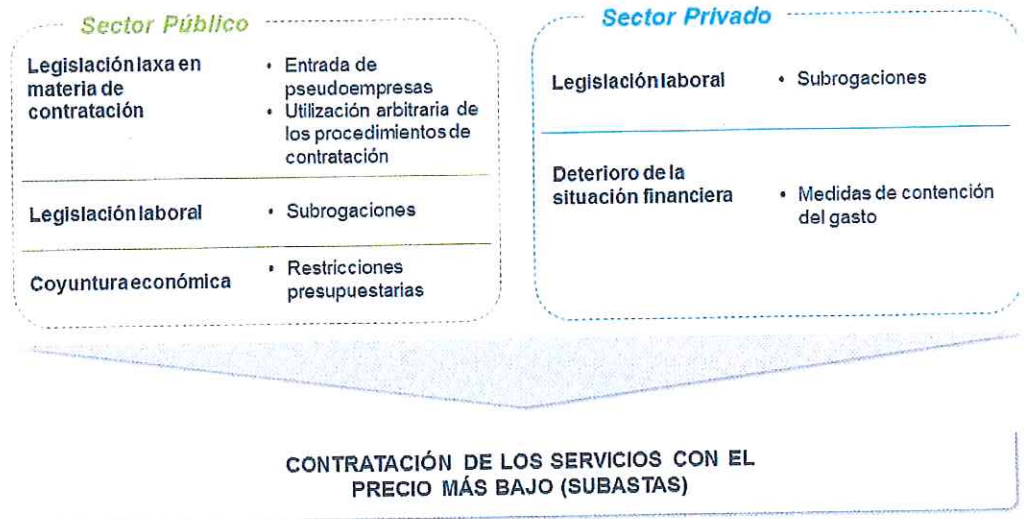 Sector Público
Legislación laxa en
materia de
contratación
• Entrada de
pseudoempresas
• Utilización arbitraria de
los procedimientos de
contratación
Legislación laboral
• Subrogaciones
Coyuntura económica
• Restricciones
presupuestarias
Sector Privado
Legislación laboral
• Subrogaciones
Deterioro de la
situación financiera
• Medidas de contención
del gasto
CONTRATACIÓN DE LOS SERVICIOS CON EL
PRECIO MÁS BAJO (SUBASTAS)